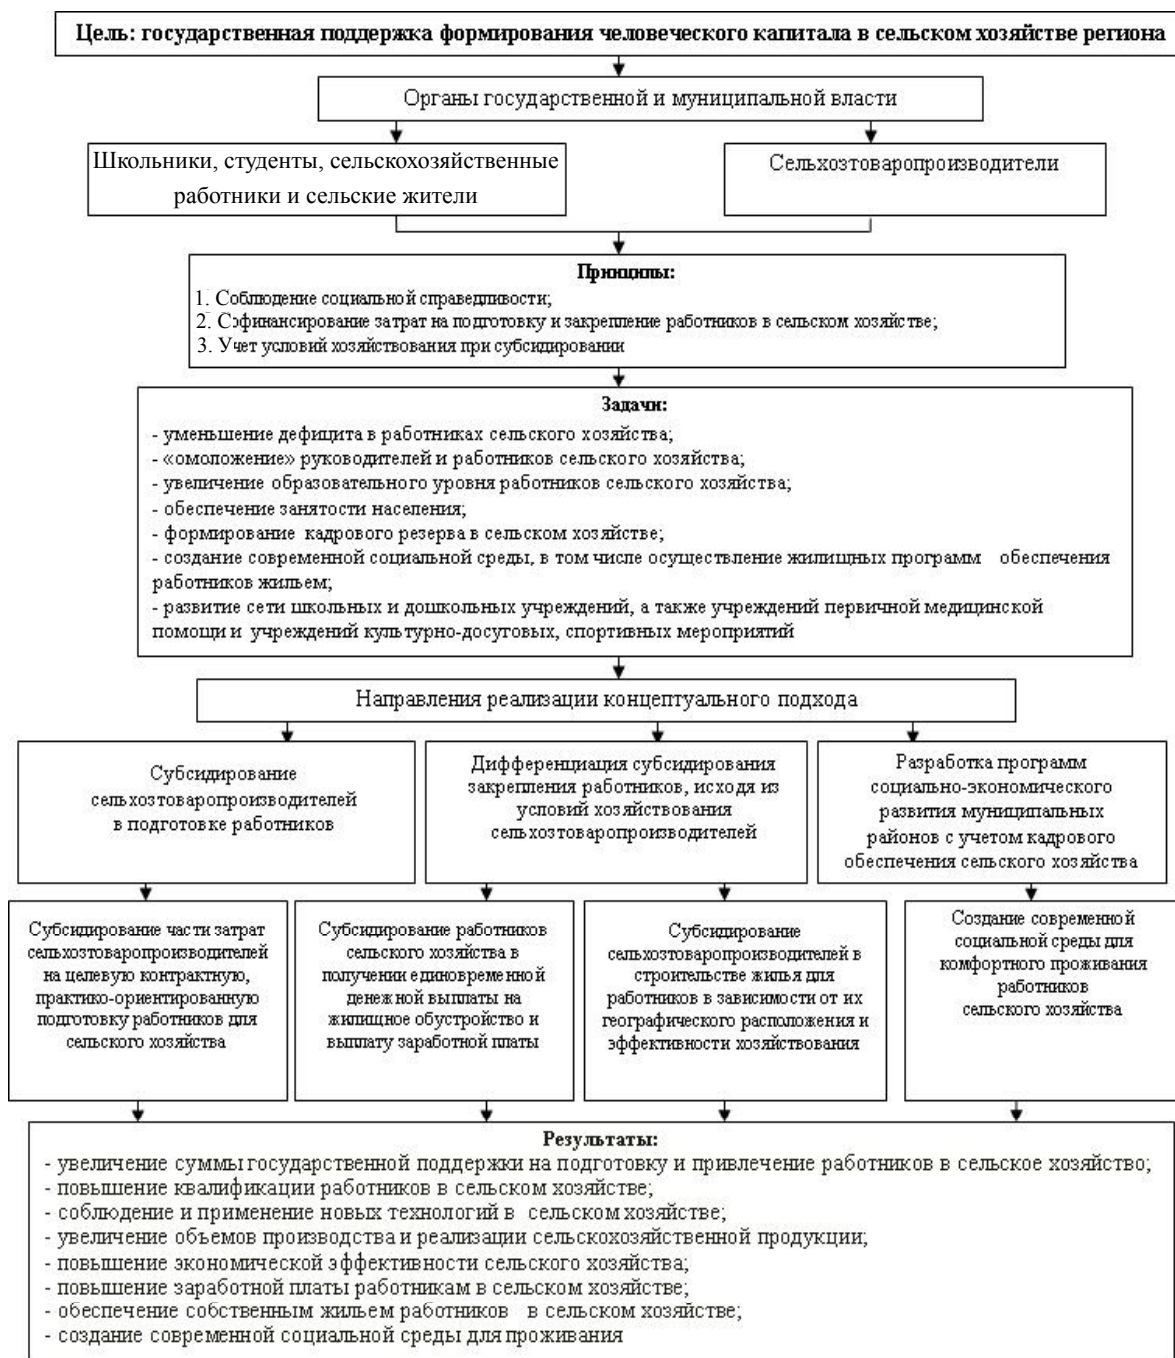 Цель: государственная поддержка формирования человеческого капитала в сельском хозяйстве региона
Органы государственной и муниципальной власти
Школьники, студенты, сельскохозяйственные
работники и сельские жители
Сельхозтоваропроизводители
Принципы:
1. Соблюдение социальной справедливости;
2. Софинансирование затрат на подготовку и закрепление работников в сельском хозяйстве;
3. Учет условий хозяйствования при субсидировании
Задачи:
- уменьшение дефицита в работниках сельского хозяйства;
- «омоложение» руководителей и работников сельского хозяйства;
- увеличение образовательного уровня работников сельского хозяйства;
- обеспечение занятости населения;
- формирование кадрового резерва в сельском хозяйстве;
- создание современной социальной среды, в том числе осуществление жилищных программ обеспечения
работников жильем;
- развитие сети школьных и дошкольных учреждений, а также учреждений первичной медицинской
помощи и учреждений культурно-досуговых, спортивных мероприятий
Направления реализации концептуального подхода
Субсидирование
сельхозтоваропроизводителей
в подготовке работников
Дифференциация субсидирования
закрепления работников, исходя из
условий хозяйствования
сельхозтоваропроизводителей
Разработка программ
социально-экономического
развития муниципальных
районов с учетом кадрового
обеспечения сельского хозяйства
Субсидирование части затрат
сельхозтоваропроизводителей
на целевую контрактную,
практико-ориентированную
подготовку работников для
сельского хозяйства
Субсидирование работников
сельского хозяйства в
получении единовременной
денежной выплаты на
жилищное обустройство и
выплату заработной платы
Субсидирование
сельхозтоваропроизводителей в
строительстве жилья для
работников в зависимости от их
географического расположения и
эффективности хозяйствования
Создание современной
социальной среды для
комфортного проживания
работников
сельского хозяйства
Результаты:
- увеличение суммы государственной поддержки на подготовку и привлечение работников в сельское хозяйство;
- повышение квалификации работников в сельском хозяйстве;
- соблюдение и применение новых технологий в сельском хозяйстве;
- увеличение объемов производства и реализации сельскохозяйственной продукции;
- повышение экономической эффективности сельского хозяйства;
- повышение заработной платы работникам в сельском хозяйстве;
- обеспечение собственным жильем работников в сельском хозяйстве;
- создание современной социальной среды для проживания